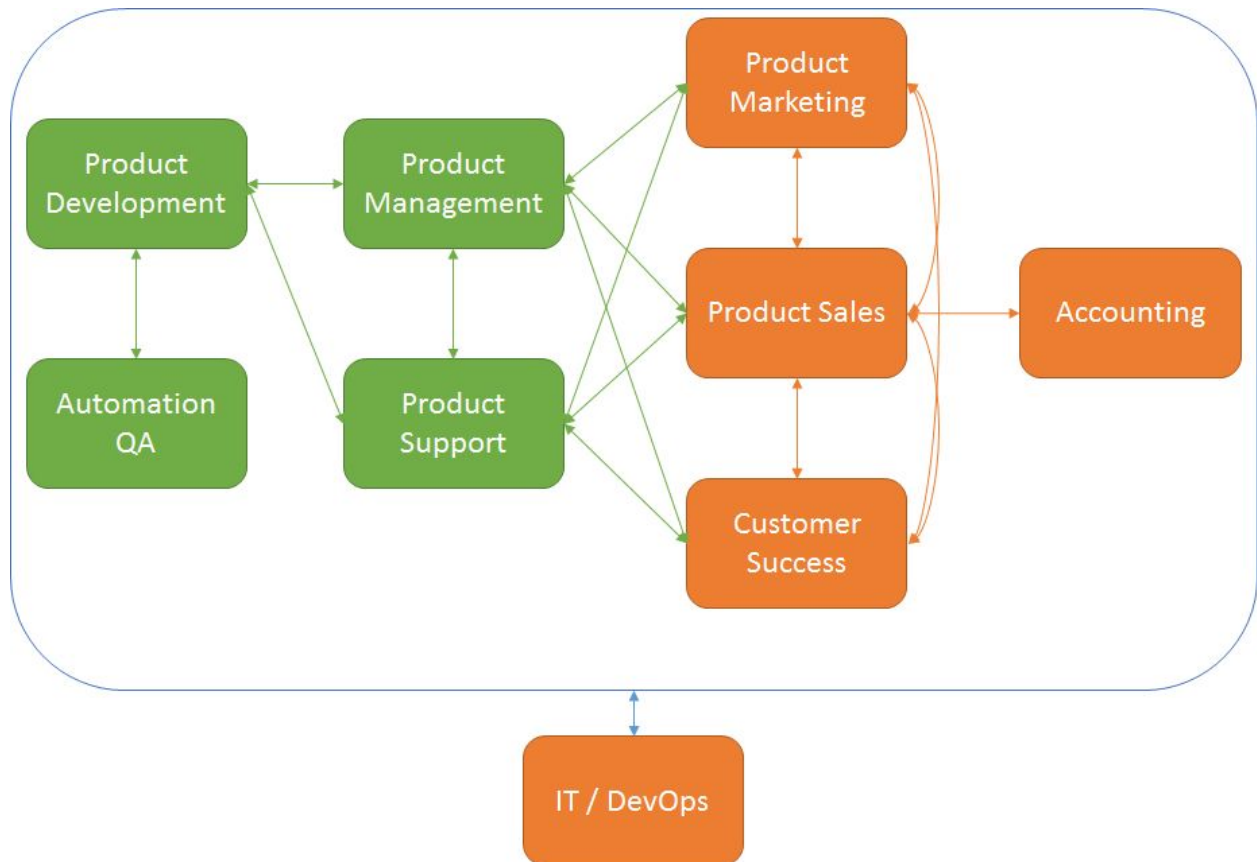 Product
Marketing
Product
Development
Product
Management
Product Sales
Accounting
Automation
QA
Product
Support
Customer
Success
IT / DevOps